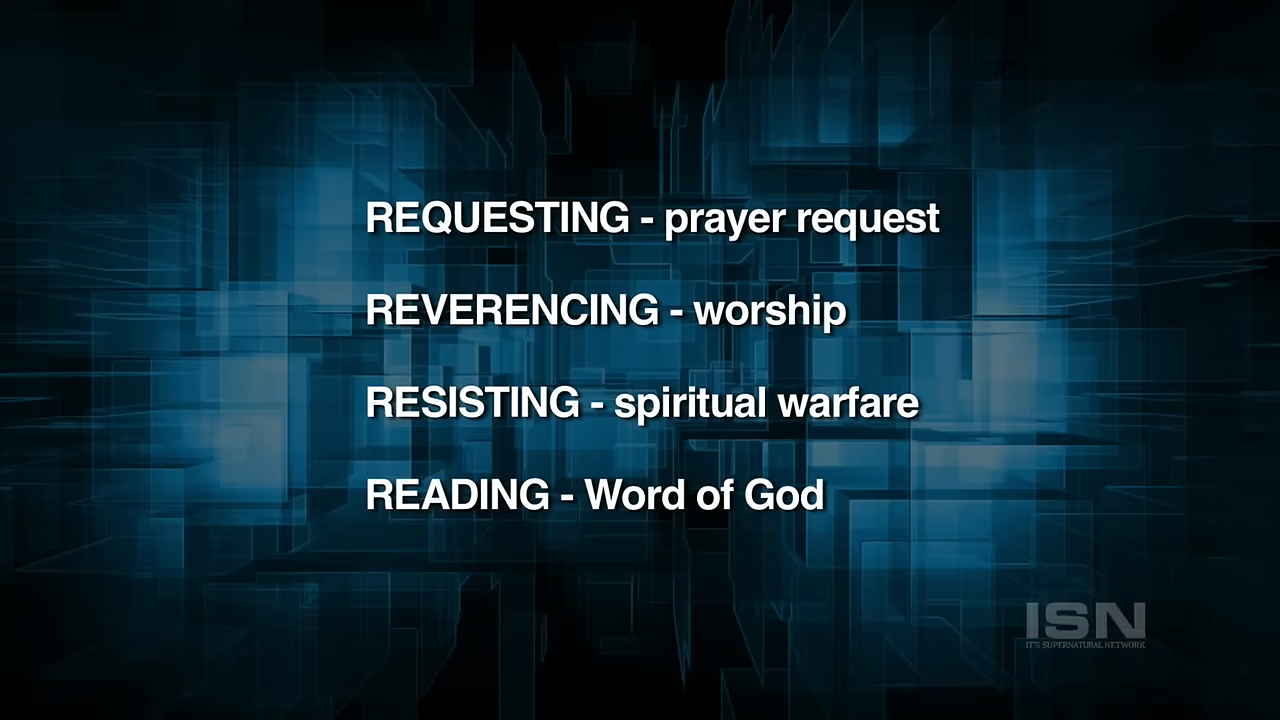 REQUESTING - prayer request
REVERENCING - worship
RESISTING - spiritual warfare
READING - Word of God
ISN
IT'S SUPERNATURAL NETWORK